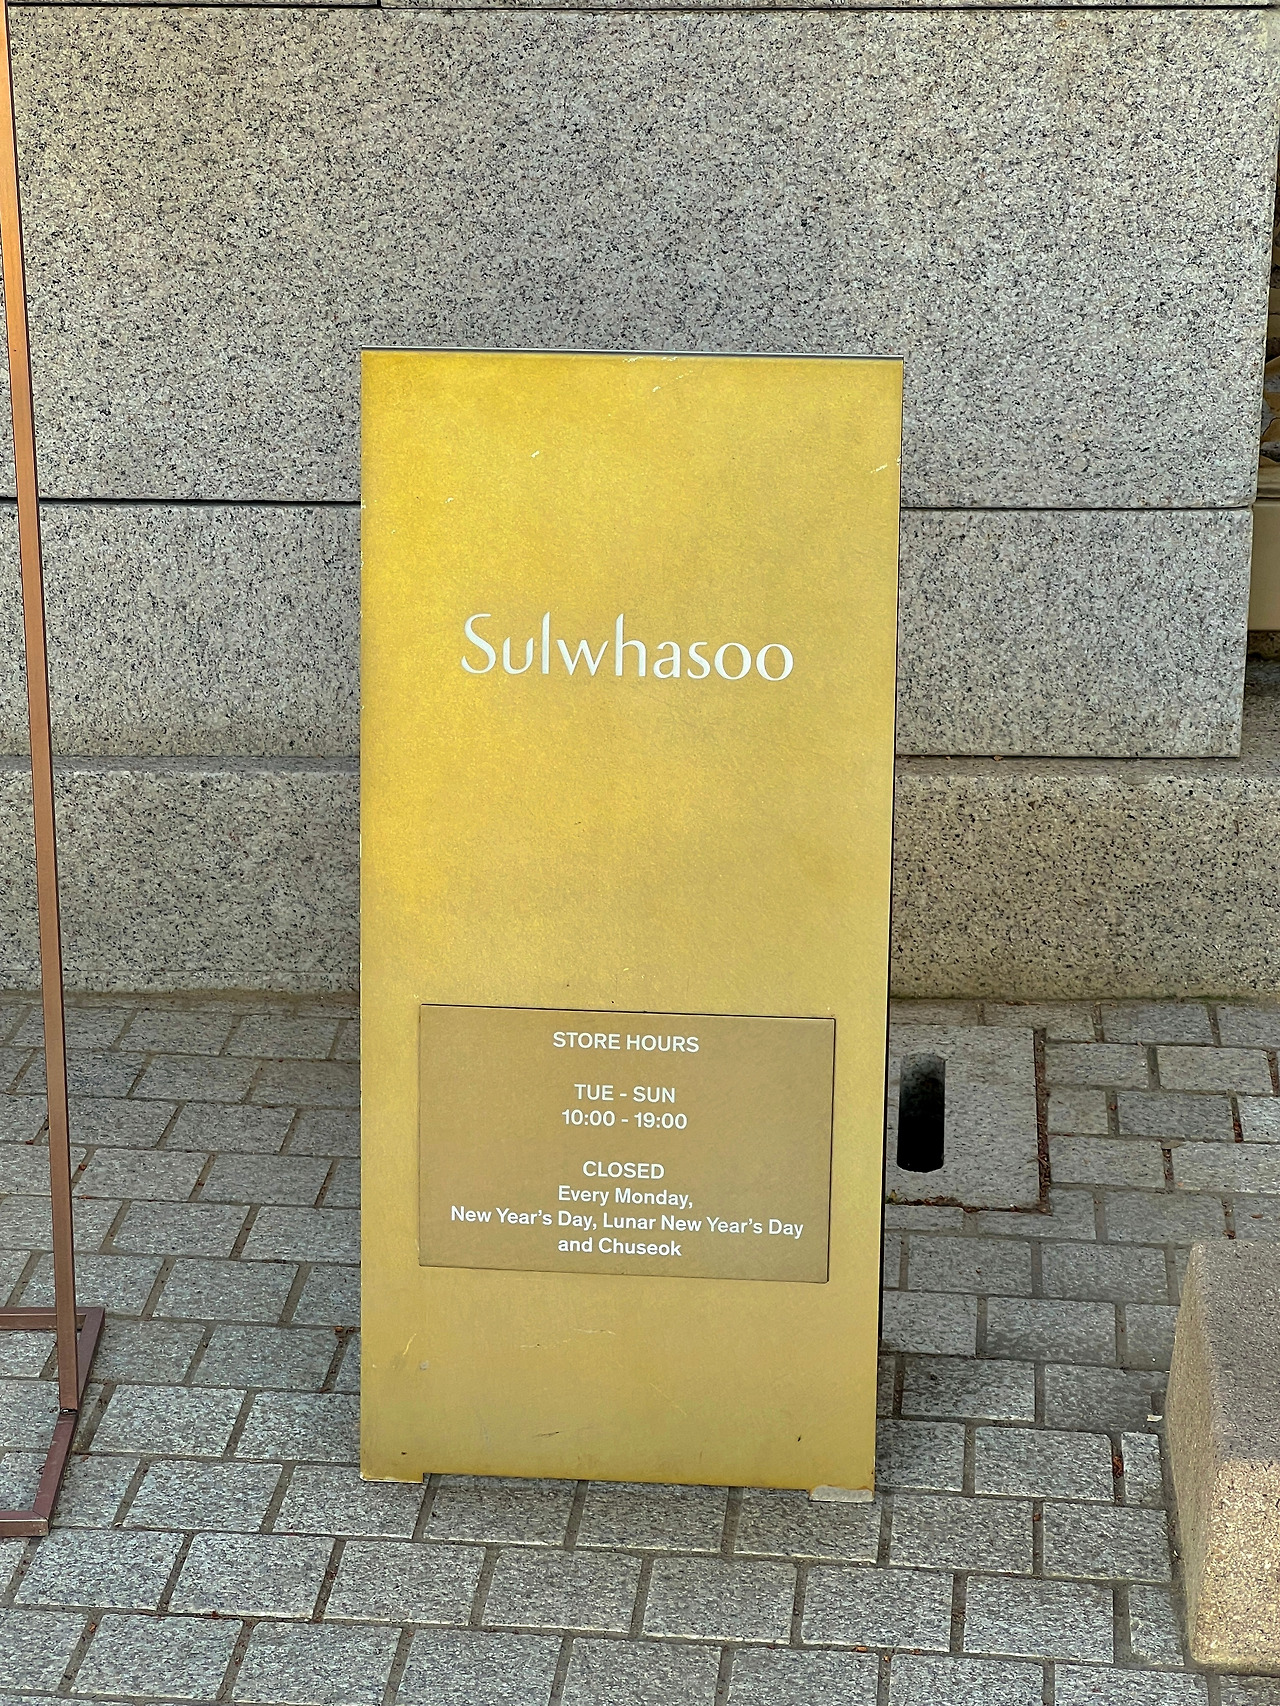 Sulwhasoo
STORE HOURS
TUE - SUN
10:00 - 19:00
CLOSED
Every Monday,
New Year’s Day, Lunar New Year’s Day
and Chuseok